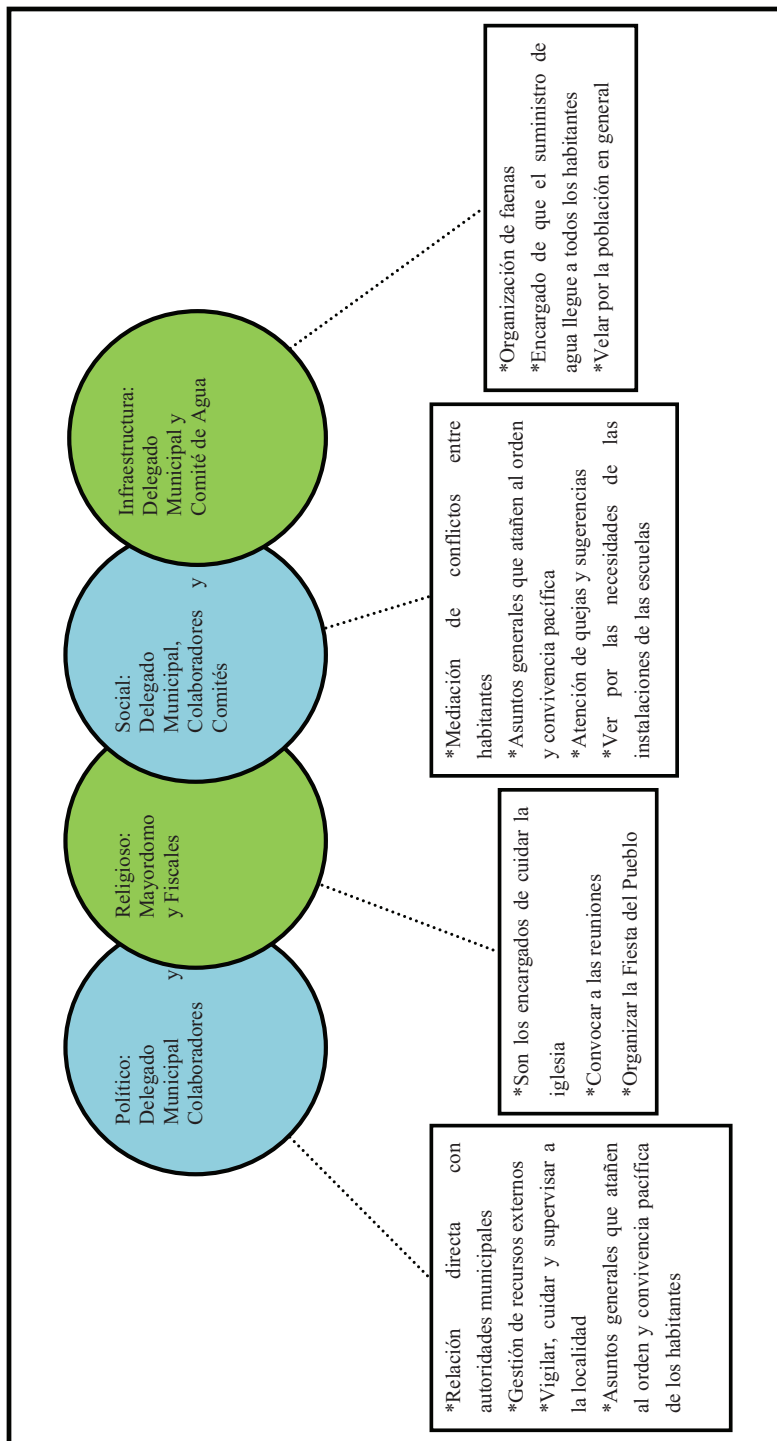 Político:
Delegado
Municipal y
Colaboradores
Religioso:
Mayordomo
y Fiscales
Social:
Delegado
Municipal,
Colaboradores y
Comités
Infraestructura:
Delegado
Municipal y
Comité de Agua
*Relación directa con
autoridades municipales
*Gestión de recursos externos
*Vigilar, cuidar y supervisar a
la localidad
*Asuntos generales que atañen
al orden y convivencia pacífica
de los habitantes
*Son los encargados de cuidar la
iglesia
*Convocar a las reuniones
*Organizar la Fiesta del Pueblo
*Mediación de conflictos entre
habitantes
*Asuntos generales que atañen al orden
y convivencia pacífica
*Atención de quejas y sugerencias
*Ver por las necesidades de las
instalaciones de las escuelas
*Organización de faenas
*Encargado de que el suministro de
agua llegue a todos los habitantes
*Velar por la población en general